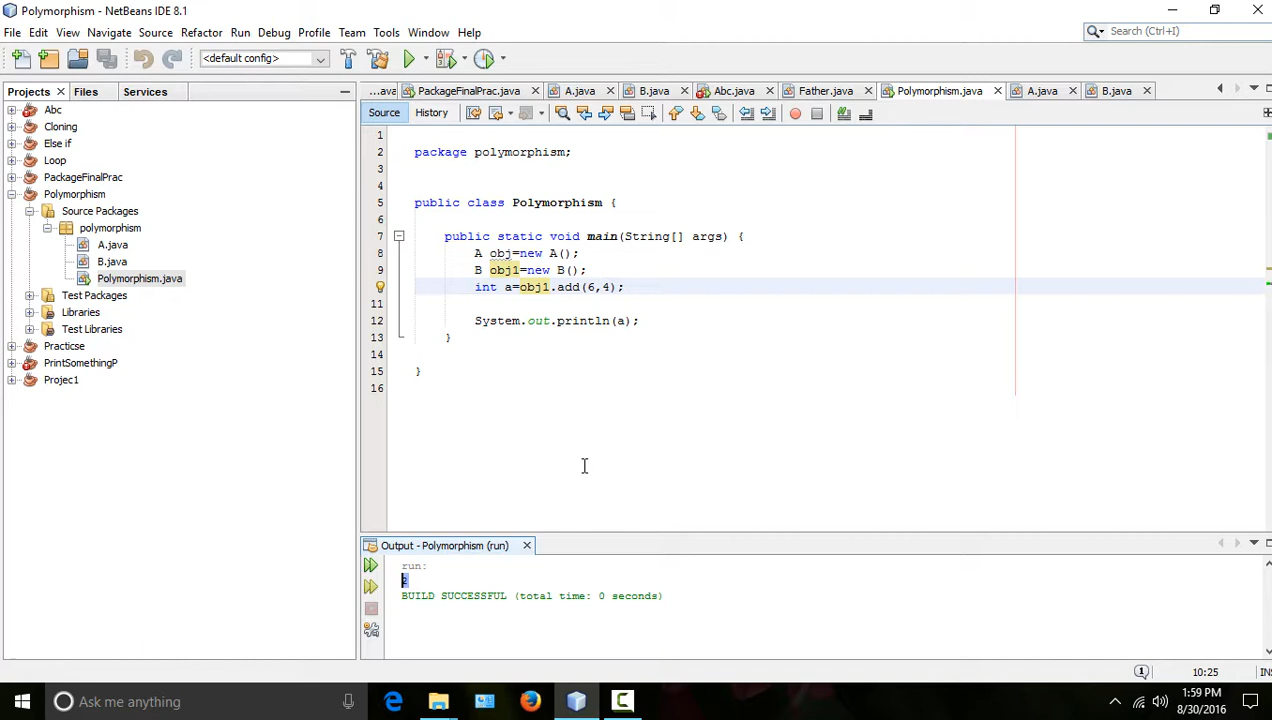 Polymorphism - NetBeans IDE 8.1
File Edit View Navigate Source Refactor Run Debug Profile Team Tools Window Help
Search (Ctrl+I)
<default config>
Projects Files Services
...ava PackageFinalPrac.java A.java B.java Abc.java Father.java Polymorphism.java A.java B.java
Source History
Abc
Cloning
Else if
Loop
PackageFinalPrac
Polymorphism
Source Packages
polymorphism
A.java
B.java
Polymorphism.java
Test Packages
Libraries
Test Libraries
Practicse
PrintSomethingP
Projec1
1
2 package polymorphism;
3
4
5 public class Polymorphism {
6
7 public static void main(String[] args) {
8 A obj=new A();
9 B obj1=new B();
int a=obj1.add(6,4);
11
12 System.out.println(a);
13 }
14
15 }
16
Output - Polymorphism (run)
run:
2
BUILD SUCCESSFUL (total time: 0 seconds)
1 10:25 IN
Ask me anything
1:59 PM
8/30/2016